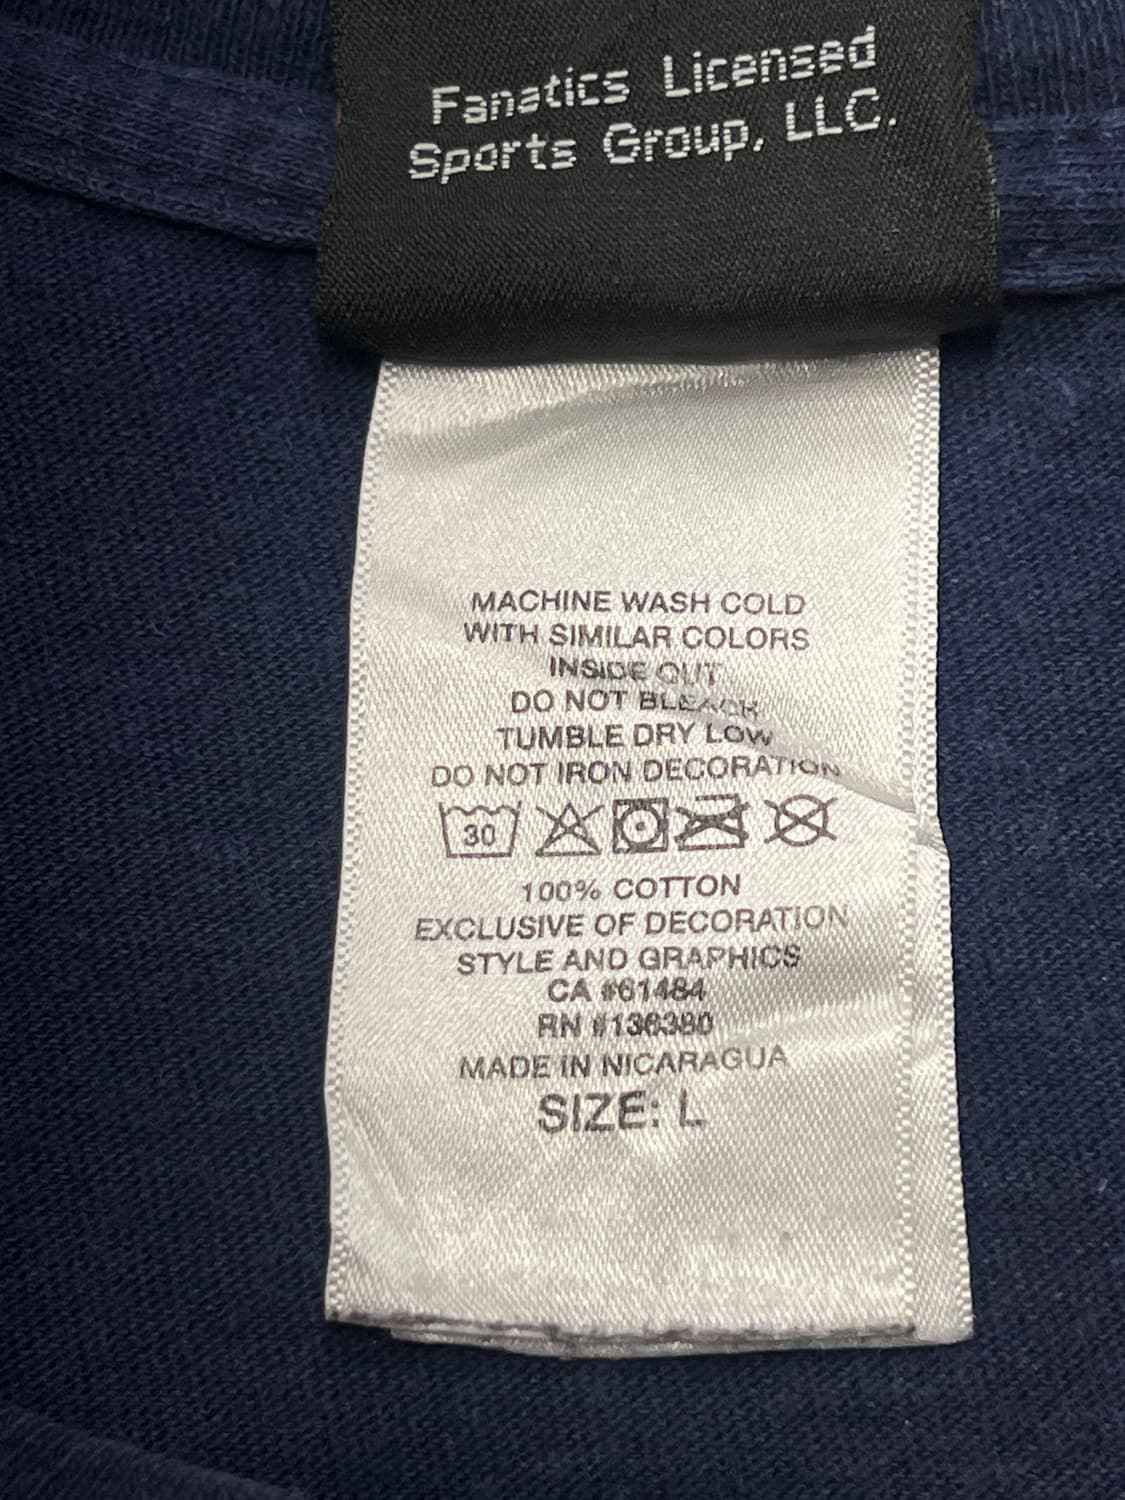 Fanatics Licensed
Sports Group, LLC.
MACHINE WASH COLD
WITH SIMILAR COLORS
INSIDE OUT
DO NOT BLEACH
TUMBLE DRY LOW
DO NOT IRON DECORATION
30
100% COTTON
EXCLUSIVE OF DECORATION
STYLE AND GRAPHICS
CA #61484
RN #136380
MADE IN NICARAGUA
SIZE: L